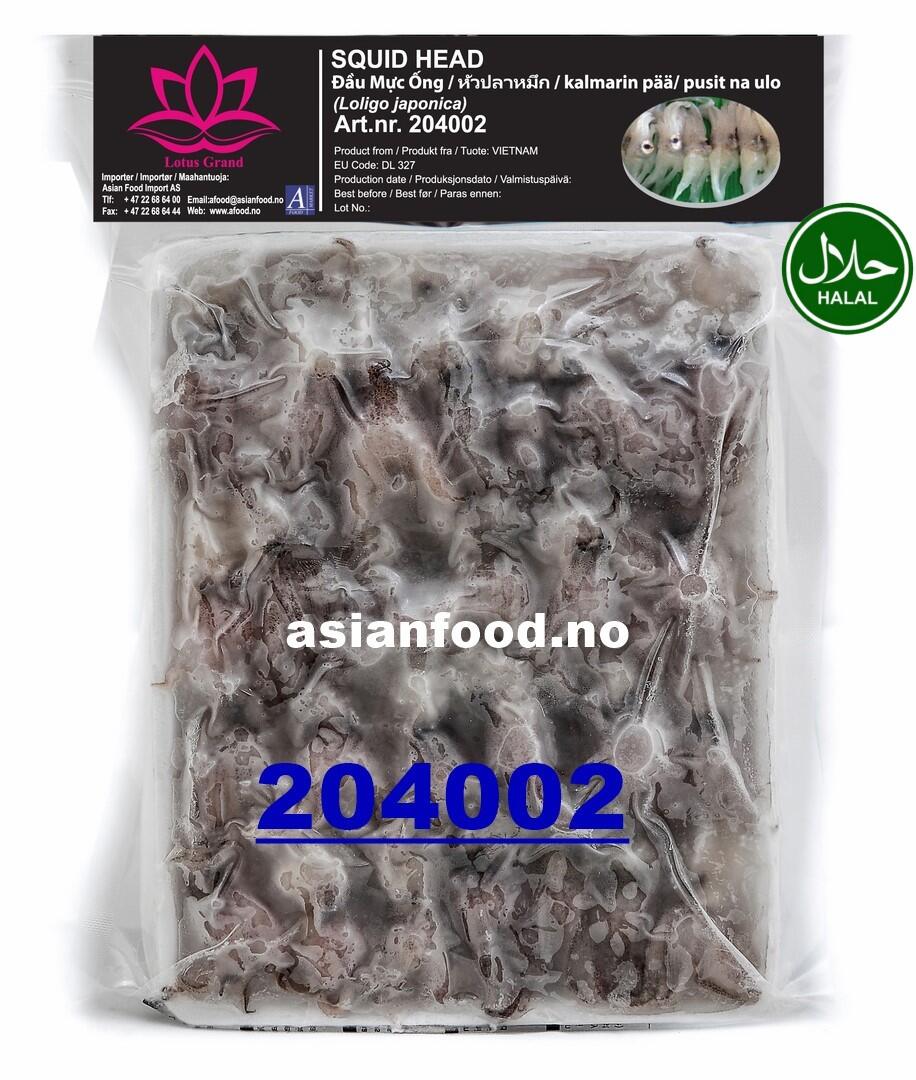 SQUID HEAD
Đầu Mực Ống / หัวปลาหมึก / kalmarin pää/ pusit na ulo
(Loligo japonica)
Art.nr. 204002
Lotus Grand
Importer / Importør / Maahantuoja:
Asian Food Import AS
Tlf: + 47 22 68 64 00 Email:afood@asianfood.no
Fax: + 47 22 68 6 44 Web: www.afood.no
A
FOOD MARKET
Product from / Produkt fra / Tuote: VIETNAM
EU Code: DL 327
Production date / Produksjonsdato / Valmistuspäivä:
Best before / Best før / Paras ennen:
Lot No.:
حلال
HALAL
asianfood.no
204002